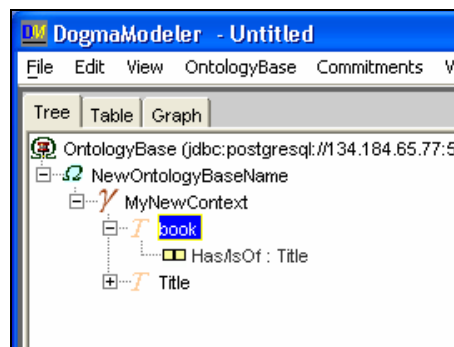 DM DogmaModeler - Untitled
File Edit View OntologyBase Commitments
Tree Table Graph
OntologyBase (jdbc:postgresql://134.184.65.77:5
Ω NewOntologyBaseName
γ MyNewContext
T book
Has/IsOf : Title
T Title